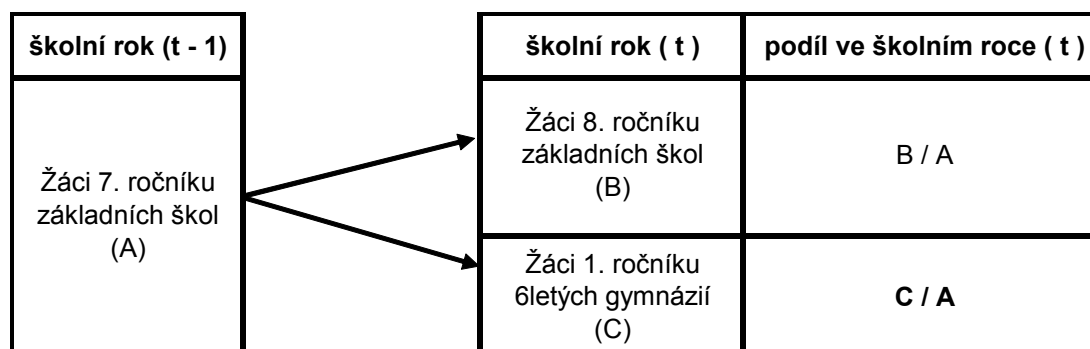 školní rok (t - 1)
Žáci 7. ročníku
základních škol
(A)
školní rok ( t )
podíl ve školním roce ( t )
Žáci 8. ročníku
základních škol
(B)
B / A
Žáci 1. ročníku
6letých gymnázií
(C)
C / A